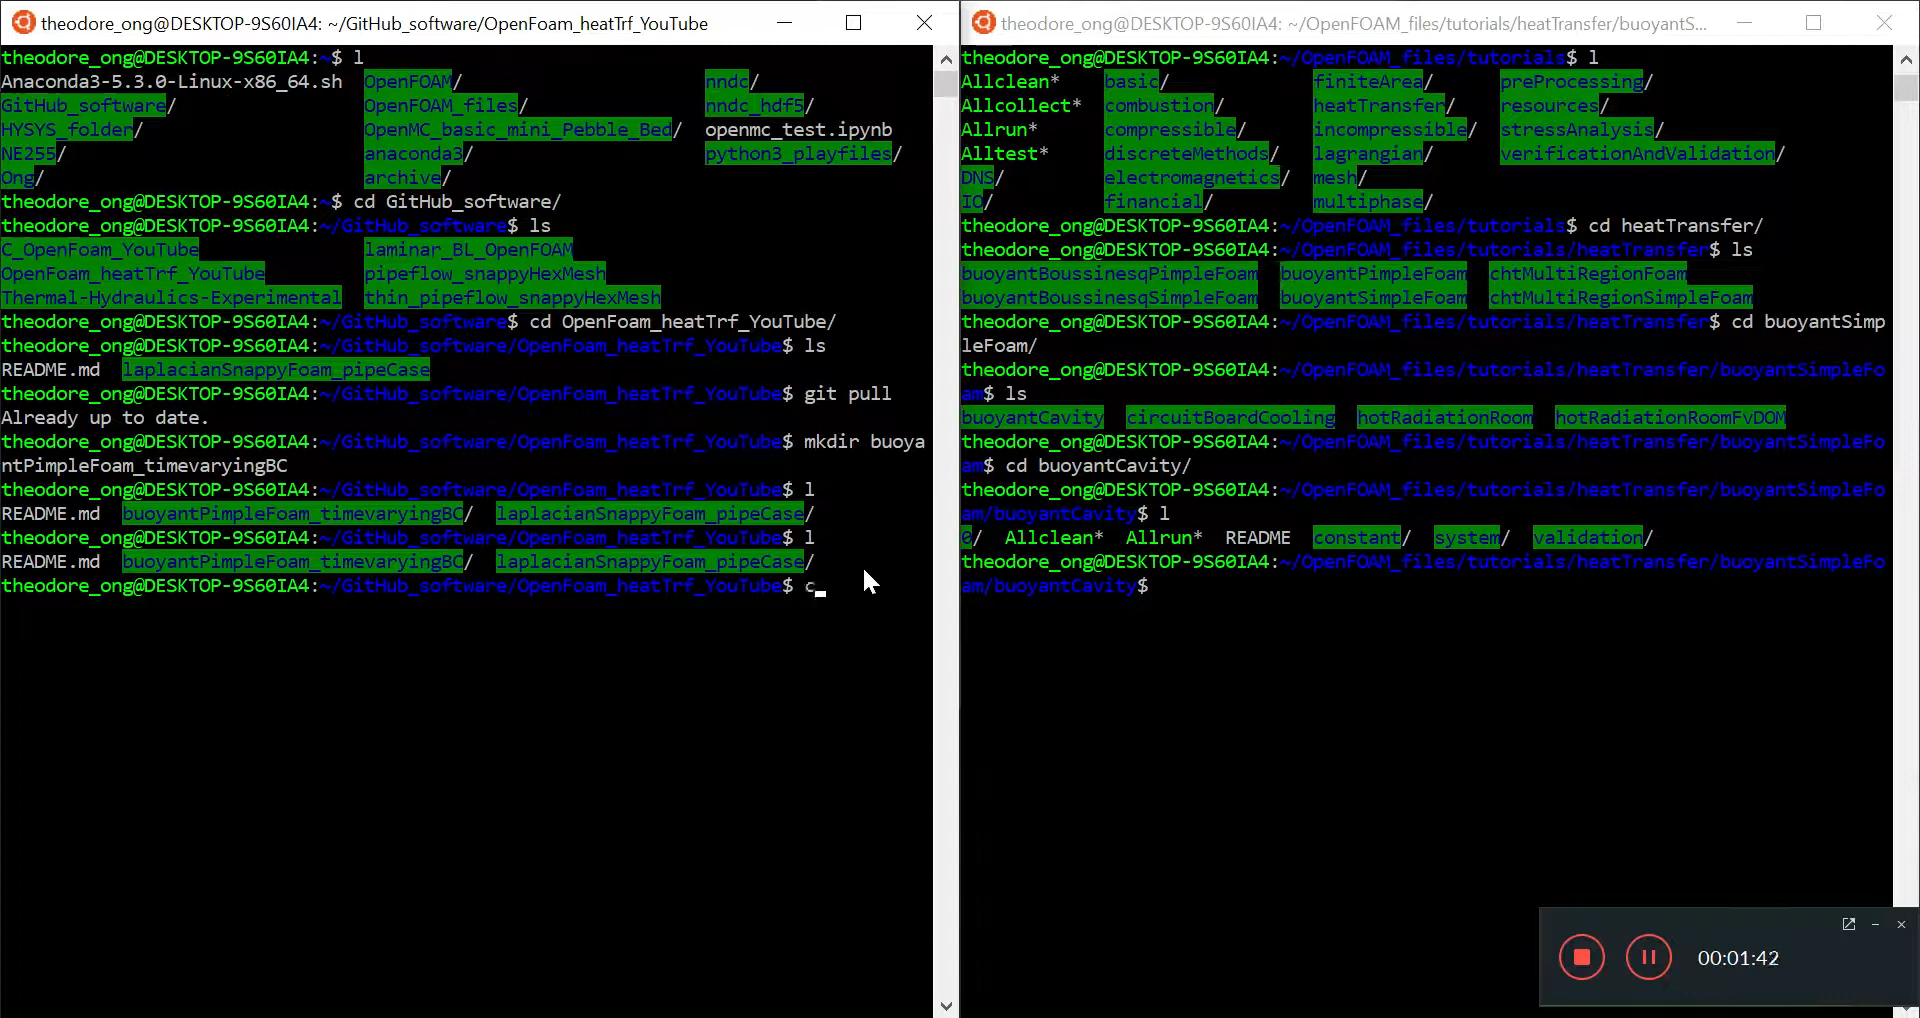 theodore_ong@DESKTOP-9S60IA4: ~/GitHub_software/OpenFoam_heatTrf_YouTube
theodore_ong@DESKTOP-9S60IA4:~$ l
Anaconda3-5.3.0-Linux-x86_64.sh OpenFOAM/ nndc/
GitHub_software/ OpenFOAM_files/ nndc_hdf5/
HYSYS_folder/ OpenMC_basic_mini_Pebble_Bed/ openmc_test.ipynb
NE255/ anaconda3/ python3_playfiles/
Ong/ archive/
theodore_ong@DESKTOP-9S60IA4:~$ cd GitHub_software/
theodore_ong@DESKTOP-9S60IA4:~/GitHub_software$ ls
C_OpenFoam_YouTube laminar_BL_OpenFOAM
OpenFoam_heatTrf_YouTube pipeflow_snappyHexMesh
Thermal-Hydraulics-Experimental thin_pipeflow_snappyHexMesh
theodore_ong@DESKTOP-9S60IA4:~/GitHub_software$ cd OpenFoam_heatTrf_YouTube/
theodore_ong@DESKTOP-9S60IA4:~/GitHub_software/OpenFoam_heatTrf_YouTube$ ls
README.md laplacianSnappyFoam_pipeCase
theodore_ong@DESKTOP-9S60IA4:~/GitHub_software/OpenFoam_heatTrf_YouTube$ git pull
Already up to date.
theodore_ong@DESKTOP-9S60IA4:~/GitHub_software/OpenFoam_heatTrf_YouTube$ mkdir buoya
ntPimpleFoam_timevaryingBC
theodore_ong@DESKTOP-9S60IA4:~/GitHub_software/OpenFoam_heatTrf_YouTube$ l
README.md buoyantPimpleFoam_timevaryingBC/ laplacianSnappyFoam_pipeCase/
theodore_ong@DESKTOP-9S60IA4:~/GitHub_software/OpenFoam_heatTrf_YouTube$ l
README.md buoyantPimpleFoam_timevaryingBC/ laplacianSnappyFoam_pipeCase/
theodore_ong@DESKTOP-9S60IA4:~/GitHub_software/OpenFoam_heatTrf_YouTube$ c
theodore_ong@DESKTOP-9S60IA4: ~/OpenFOAM_files/tutorials/heatTransfer/buoyantS...
theodore_ong@DESKTOP-9S60IA4:~/OpenFOAM_files/tutorials$ l
Allclean* basic/ finiteArea/ preProcessing/
Allcollect* combustion/ heatTransfer/ resources/
Allrun* compressible/ incompressible/ stressAnalysis/
Alltest* discreteMethods/ lagrangian/ verificationAndValidation/
DNS/ electromagnetics/ mesh/
IO/ financial/ multiphase/
theodore_ong@DESKTOP-9S60IA4:~/OpenFOAM_files/tutorials$ cd heatTransfer/
theodore_ong@DESKTOP-9S60IA4:~/OpenFOAM_files/tutorials/heatTransfer$ ls
buoyantBoussinesqPimpleFoam buoyantPimpleFoam chtMultiRegionFoam
buoyantBoussinesqSimpleFoam buoyantSimpleFoam chtMultiRegionSimpleFoam
theodore_ong@DESKTOP-9S60IA4:~/OpenFOAM_files/tutorials/heatTransfer$ cd buoyantSimp
leFoam/
theodore_ong@DESKTOP-9S60IA4:~/OpenFOAM_files/tutorials/heatTransfer/buoyantSimpleFo
am$ ls
buoyantCavity circuitBoardCooling hotRadiationRoom hotRadiationRoomFvDOM
theodore_ong@DESKTOP-9S60IA4:~/OpenFOAM_files/tutorials/heatTransfer/buoyantSimpleFo
am$ cd buoyantCavity/
theodore_ong@DESKTOP-9S60IA4:~/OpenFOAM_files/tutorials/heatTransfer/buoyantSimpleFo
am/buoyantCavity$ l
0/ Allclean* Allrun* README constant/ system/ validation/
theodore_ong@DESKTOP-9S60IA4:~/OpenFOAM_files/tutorials/heatTransfer/buoyantSimpleFo
am/buoyantCavity$
00:01:42